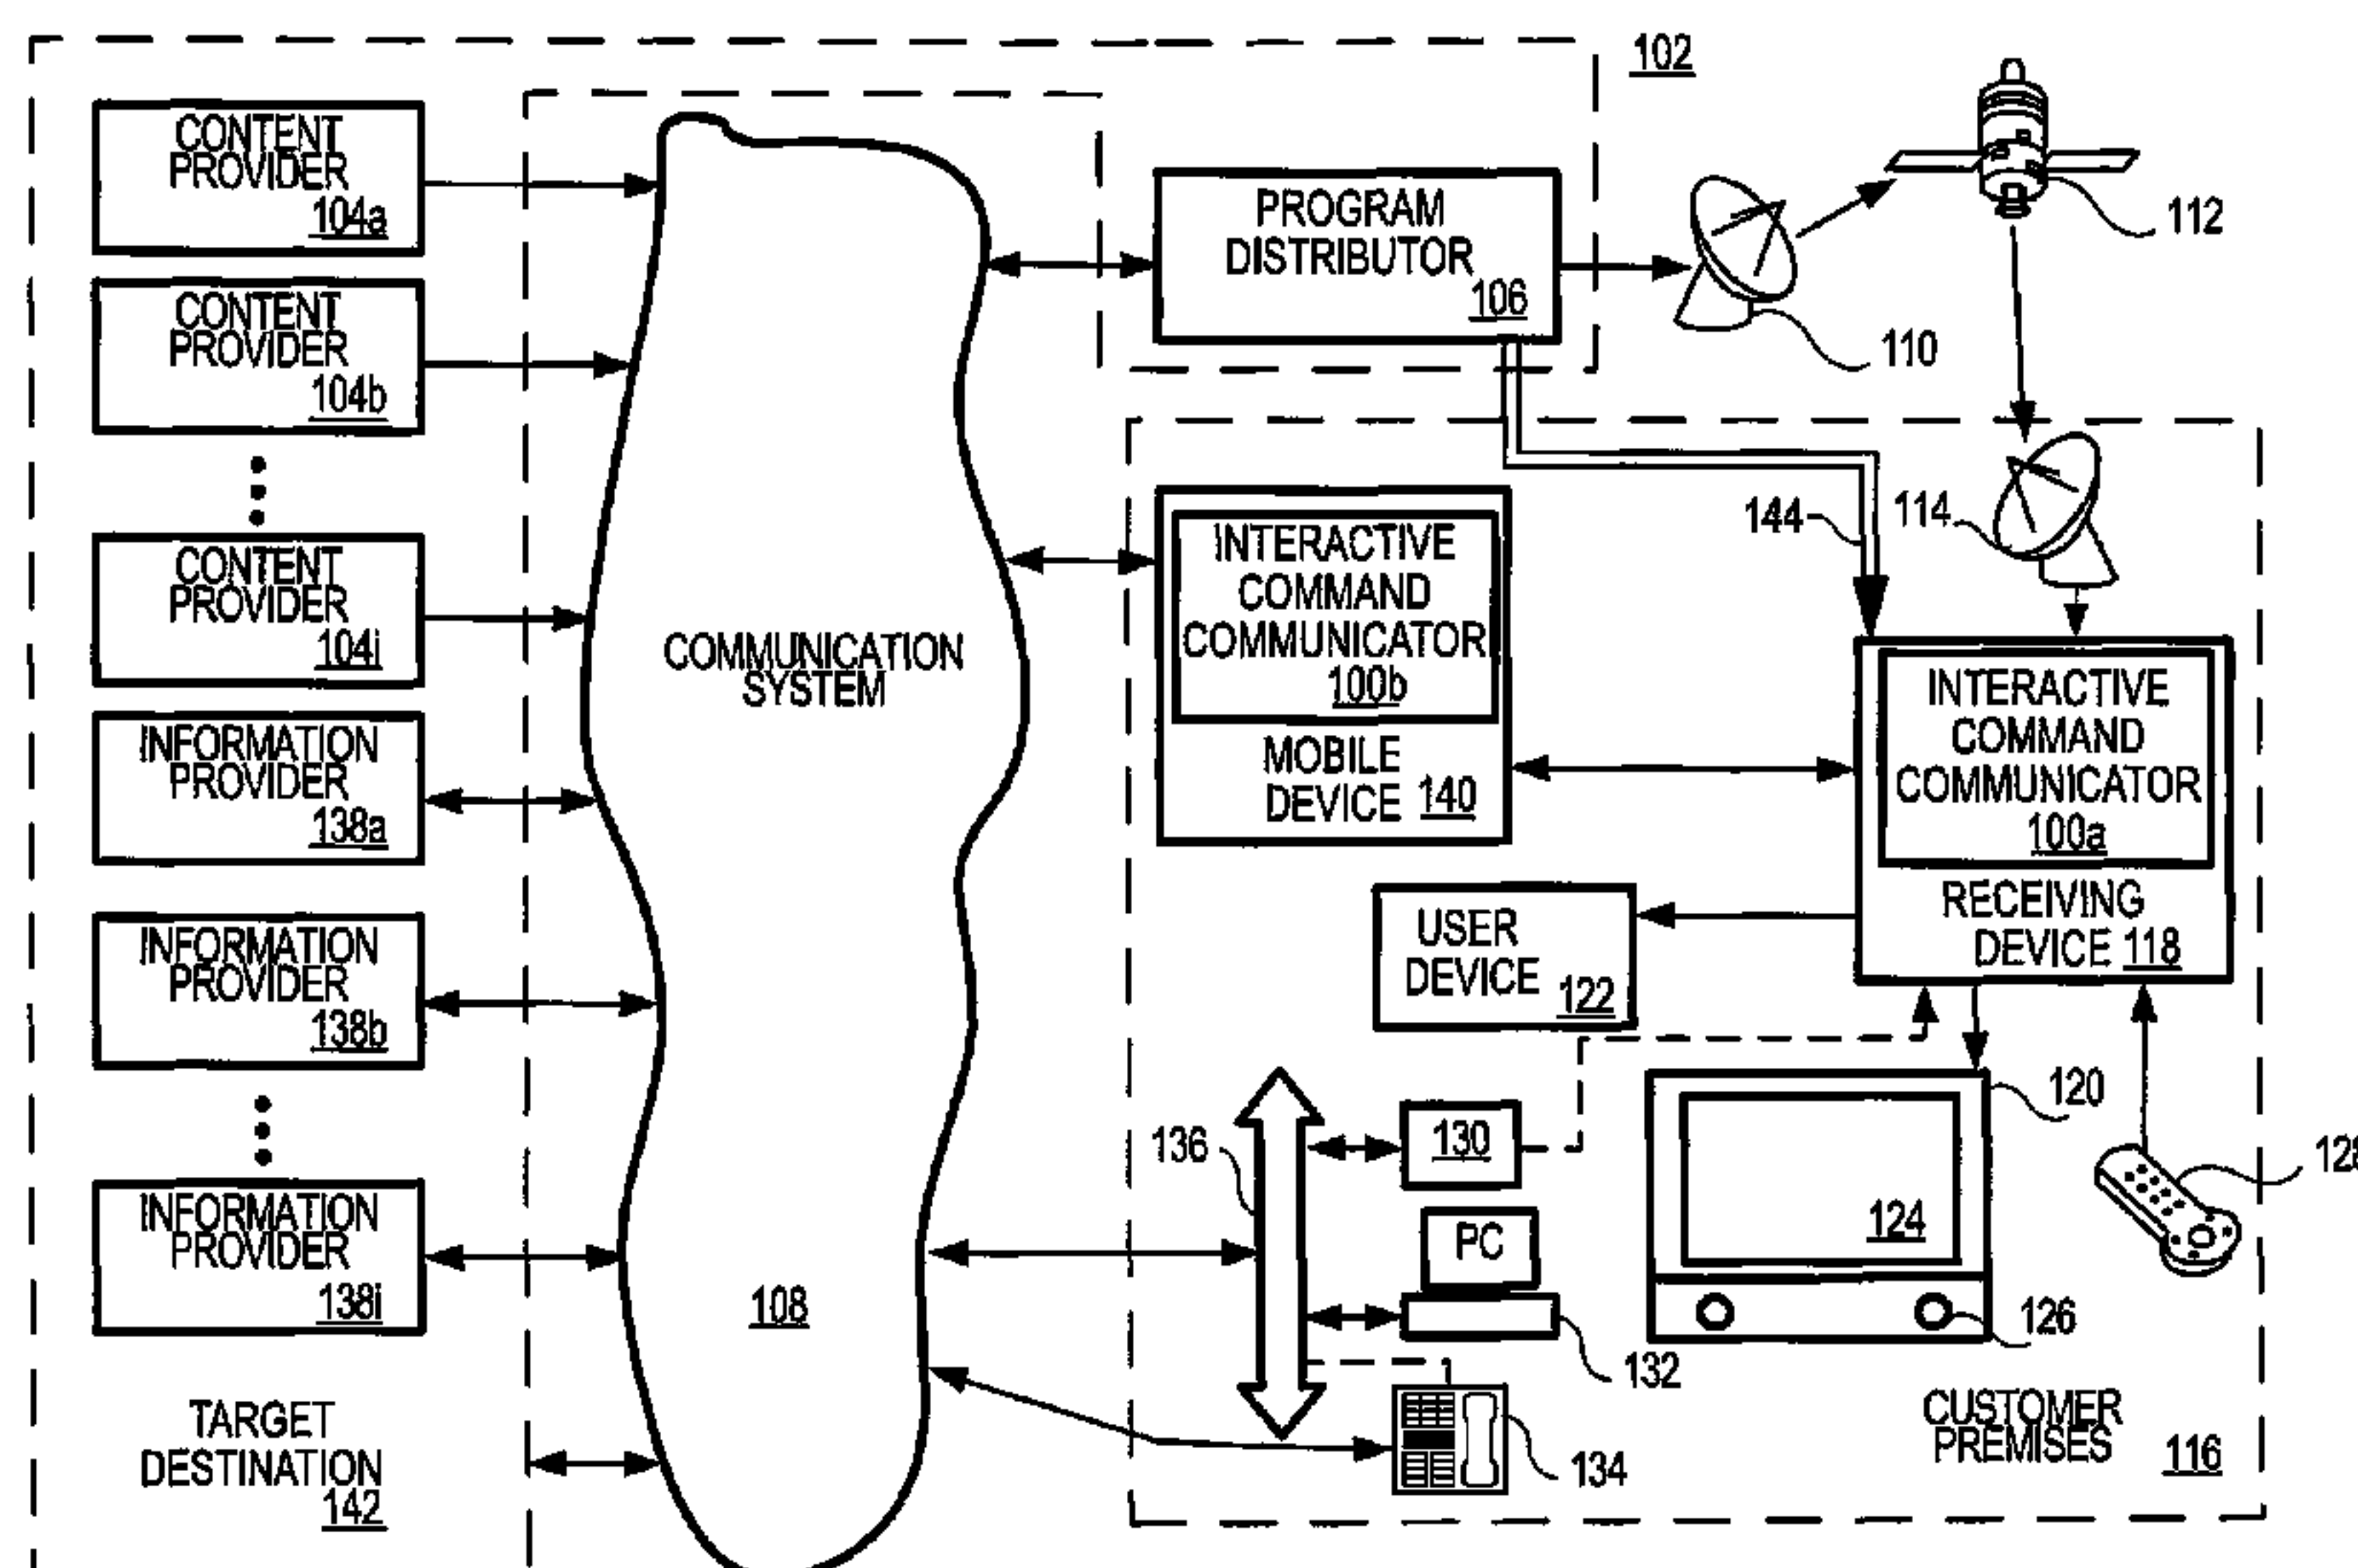 102
CONTENT
PROVIDER
104a
CONTENT
PROVIDER
104b
CONTENT
PROVIDER
104i
INFORMATION
PROVIDER
138a
INFORMATION
PROVIDER
138b
INFORMATION
PROVIDER
138i
TARGET
DESTINATION
142
COMMUNICATION
SYSTEM
108
PROGRAM
DISTRIBUTOR
106
110
112
144
114
INTERACTIVE
COMMAND
COMMUNICATOR
100b
MOBILE
DEVICE 140
INTERACTIVE
COMMAND
COMMUNICATOR
100a
RECEIVING
DEVICE 118
USER
DEVICE 122
136
130
PC
132
134
120
124
126
CUSTOMER
PREMISES
116